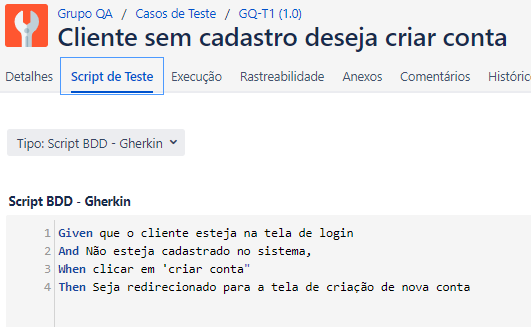 Grupo QA / Casos de Teste / GQ-T1 (1.0)
Cliente sem cadastro deseja criar conta
Detalhes Script de Teste Execução Rastreabilidade Anexos Comentários Históric
Tipo: Script BDD - Gherkin
Script BDD - Gherkin
1 Given que o cliente esteja na tela de login
2 And Não esteja cadastrado no sistema,
3 When clicar em 'criar conta"
4 Then Seja redirecionado para a tela de criação de nova conta